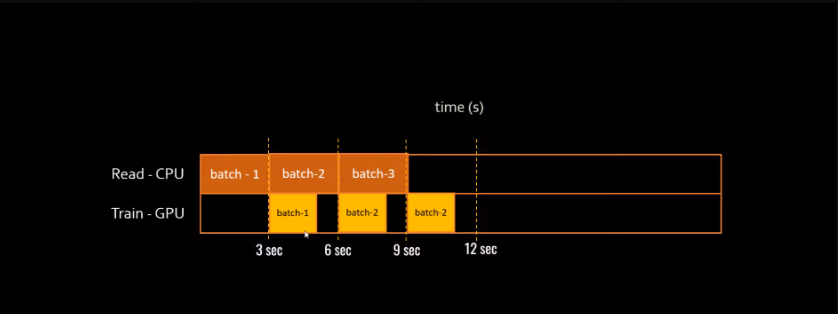 time (s)
Read - CPU batch - 1 batch-2 batch-3
Train - GPU batch-1 batch-2 batch-2
3 sec 6 sec 9 sec 12 sec